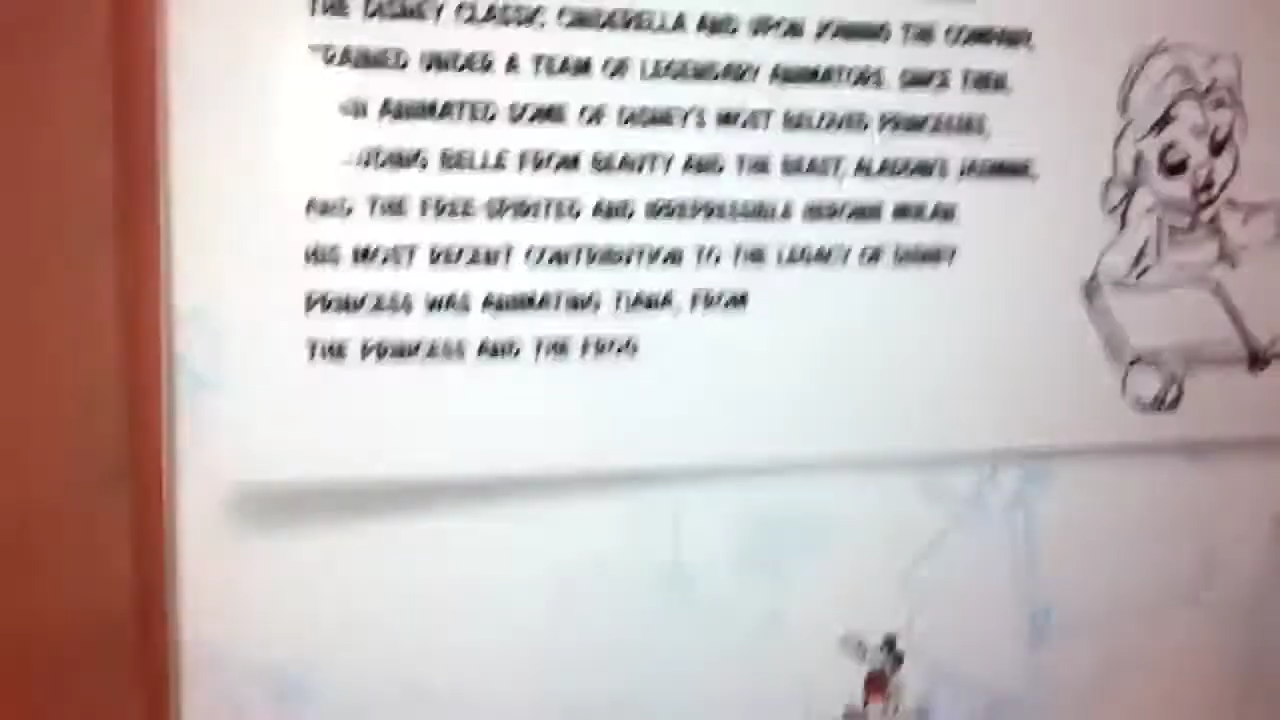 THE DISNEY CLASSIC, CINDERELLA AND UPON JOINING THE COMPANY,
TRAINED UNDER A TEAM OF LEGENDARY ANIMATORS. SINCE THEN,
ANIMATED SOME OF DISNEY'S MOST BELOVED PRINCESSES,
BELLE FROM BEAUTY AND THE BEAST, ALADDIN'S JASMINE,
AND THE FREE-SPIRITED AND IRREPRESSIBLE HEROINE MULAN.
HIS MOST RECENT CONTRIBUTION TO THE LEGACY OF DISNEY
PRINCESS WAS ANIMATING TIANA, FROM
THE PRINCESS AND THE FROG